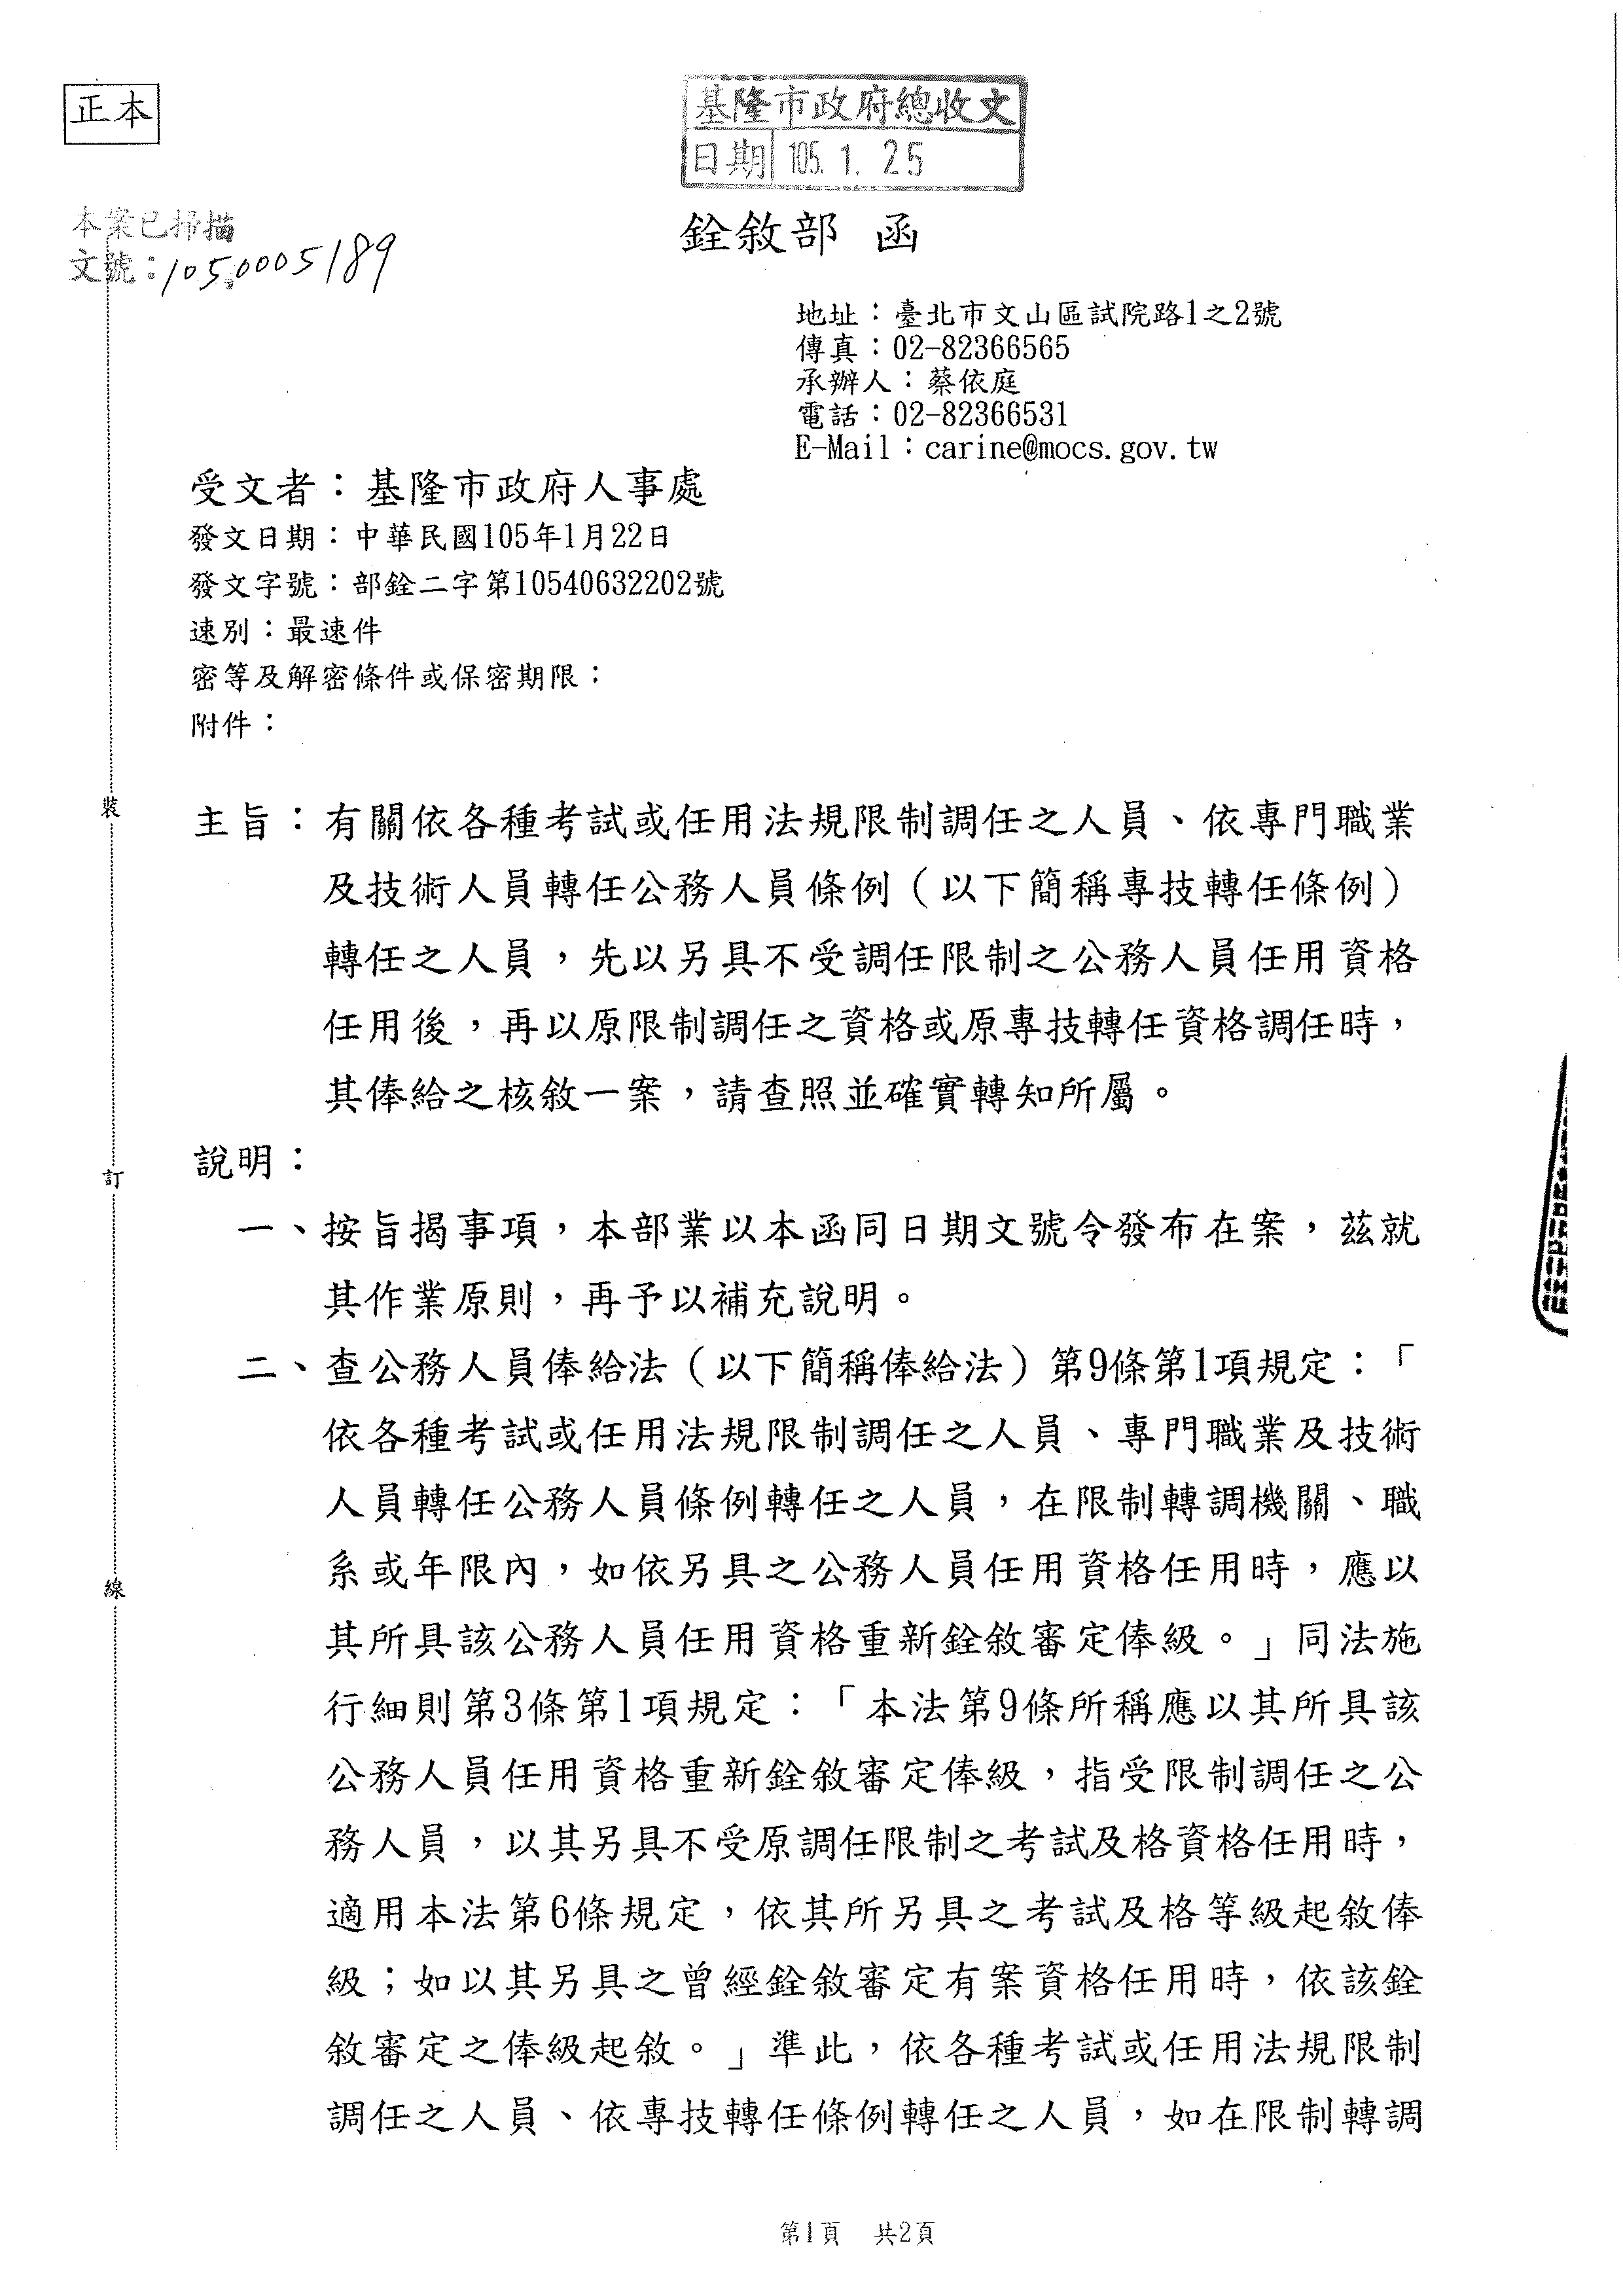 正本
基隆市政府總收文
日期 105. 1. 25
本案已掃描
文號：1050005189
銓敘部 函
地址：臺北市文山區試院路1之2號
傳真：02-82366565
承辦人：蔡依庭
電話：02-82366531
E-Mail：carine@mocs.gov.tw
受文者：基隆市政府人事處
發文日期：中華民國105年1月22日
發文字號：部銓二字第10540632202號
速別：最速件
密等及解密條件或保密期限：
附件：
主旨：有關依各種考試或任用法規限制調任之人員、依專門職業
及技術人員轉任公務人員條例（以下簡稱專技轉任條例）
轉任之人員，先以另具不受調任限制之公務人員任用資格
任用後，再以原限制調任之資格或原專技轉任資格調任時，
其俸給之核敘一案，請查照並確實轉知所屬。
說明：
一、按旨揭事項，本部業以本函同日期文號令發布在案，茲就
其作業原則，再予以補充說明。
二、查公務人員俸給法（以下簡稱俸給法）第9條第1項規定：「
依各種考試或任用法規限制調任之人員、專門職業及技術
人員轉任公務人員條例轉任之人員，在限制轉調機關、職
系或年限內，如依另具之公務人員任用資格任用時，應以
其所具該公務人員任用資格重新銓敘審定俸級。」同法施
行細則第3條第1項規定：「本法第9條所稱應以其所具該
公務人員任用資格重新銓敘審定俸級，指受限制調任之公
務人員，以其另具不受原調任限制之考試及格資格任用時，
適用本法第6條規定，依其所另具之考試及格等級起敘俸
級；如以其另具之曾經銓敘審定有案資格任用時，依該銓
敘審定之俸級起敘。」準此，依各種考試或任用法規限制
調任之人員、依專技轉任條例轉任之人員，如在限制轉調
裝
訂
線
第1頁 共2頁